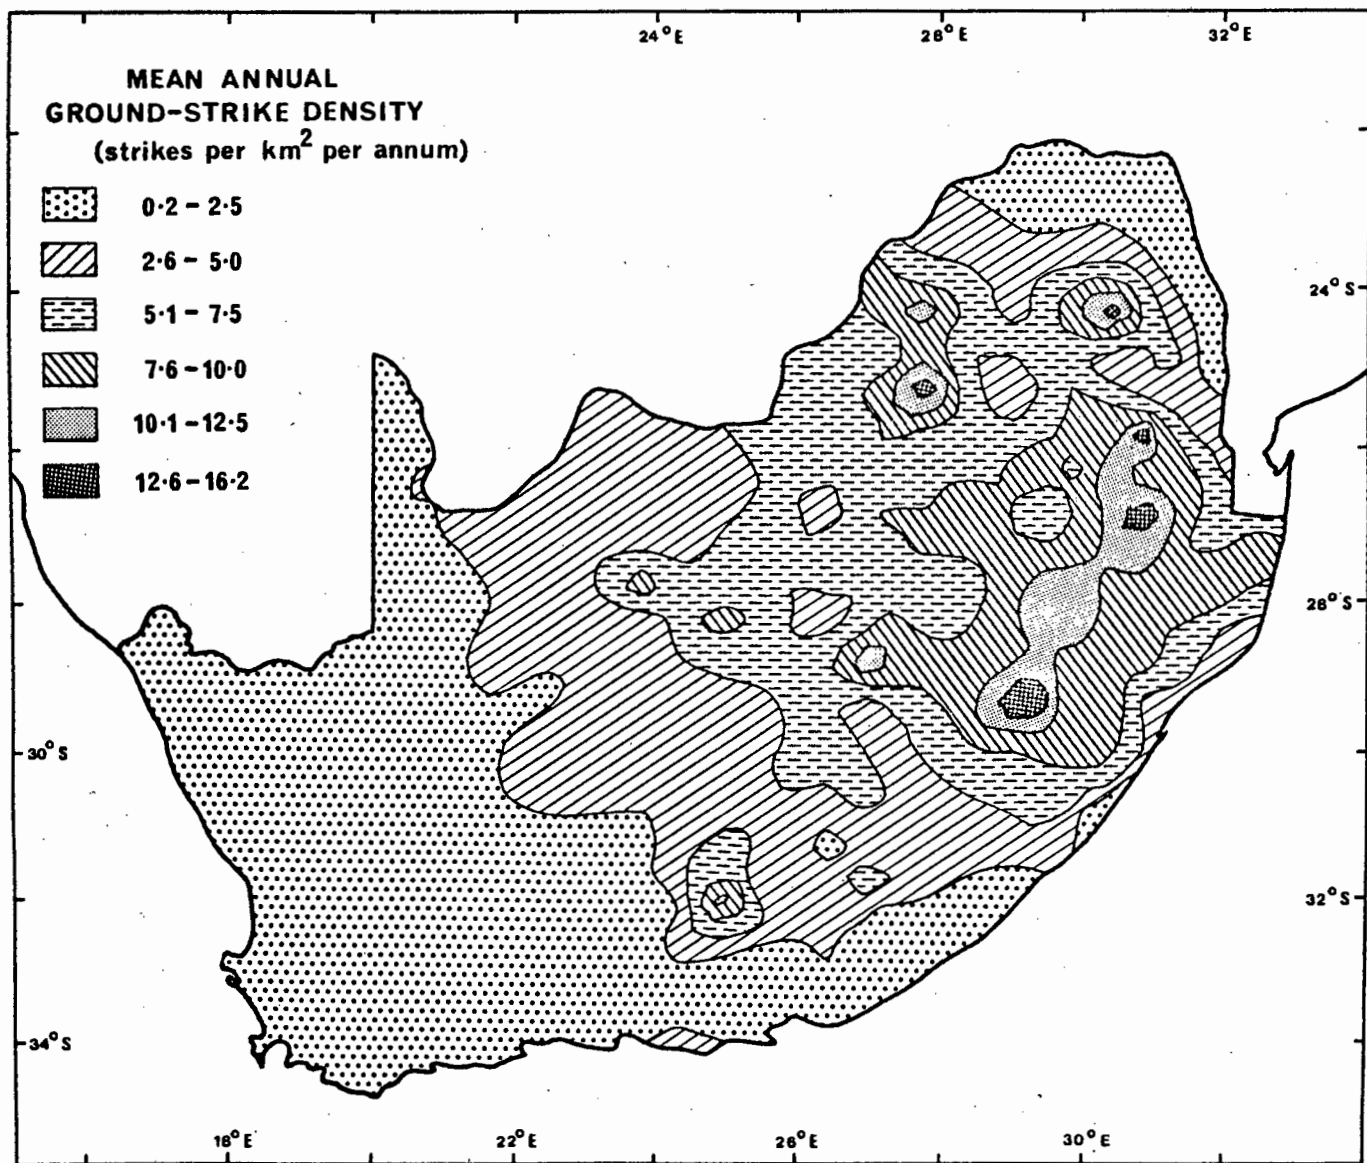 24°E 28°E 32°E
MEAN ANNUAL
GROUND-STRIKE DENSITY
(strikes per km² per annum)
0·2 - 2·5
2·6 - 5·0
5·1 - 7·5
7·6 - 10·0
10·1 - 12·5
12·6 - 16·2
24°S
28°S
30°S
32°S
34°S
18°E 22°E 26°E 30°E